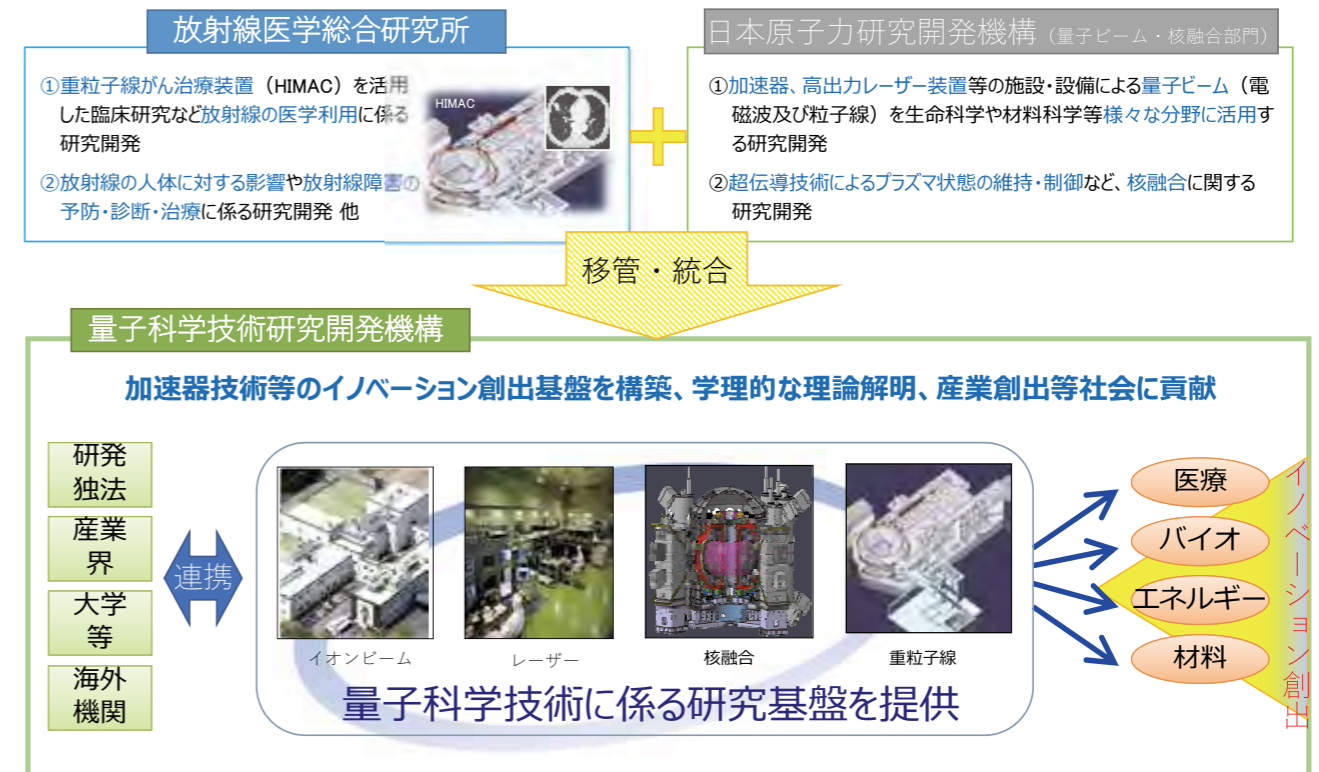 放射線医学総合研究所
①重粒子線がん治療装置（HIMAC）を活用
した臨床研究など放射線の医学利用に係る
研究開発
②放射線の人体に対する影響や放射線障害の
予防・診断・治療に係る研究開発 他
HIMAC
日本原子力研究開発機構（量子ビーム・核融合部門）
①加速器、高出力レーザー装置等の施設・設備による量子ビーム（電
磁波及び粒子線）を生命科学や材料科学等様々な分野に活用す
る研究開発
②超伝導技術によるプラズマ状態の維持・制御など、核融合に関する
研究開発
移管・統合
量子科学技術研究開発機構
加速器技術等のイノベーション創出基盤を構築、学理的な理論解明、産業創出等社会に貢献
研発
独法
産業
界
大学
等
海外
機関
連携
イオンビーム
レーザー
核融合
重粒子線
量子科学技術に係る研究基盤を提供
医療
バイオ
エネルギー
材料
イノベーション創出